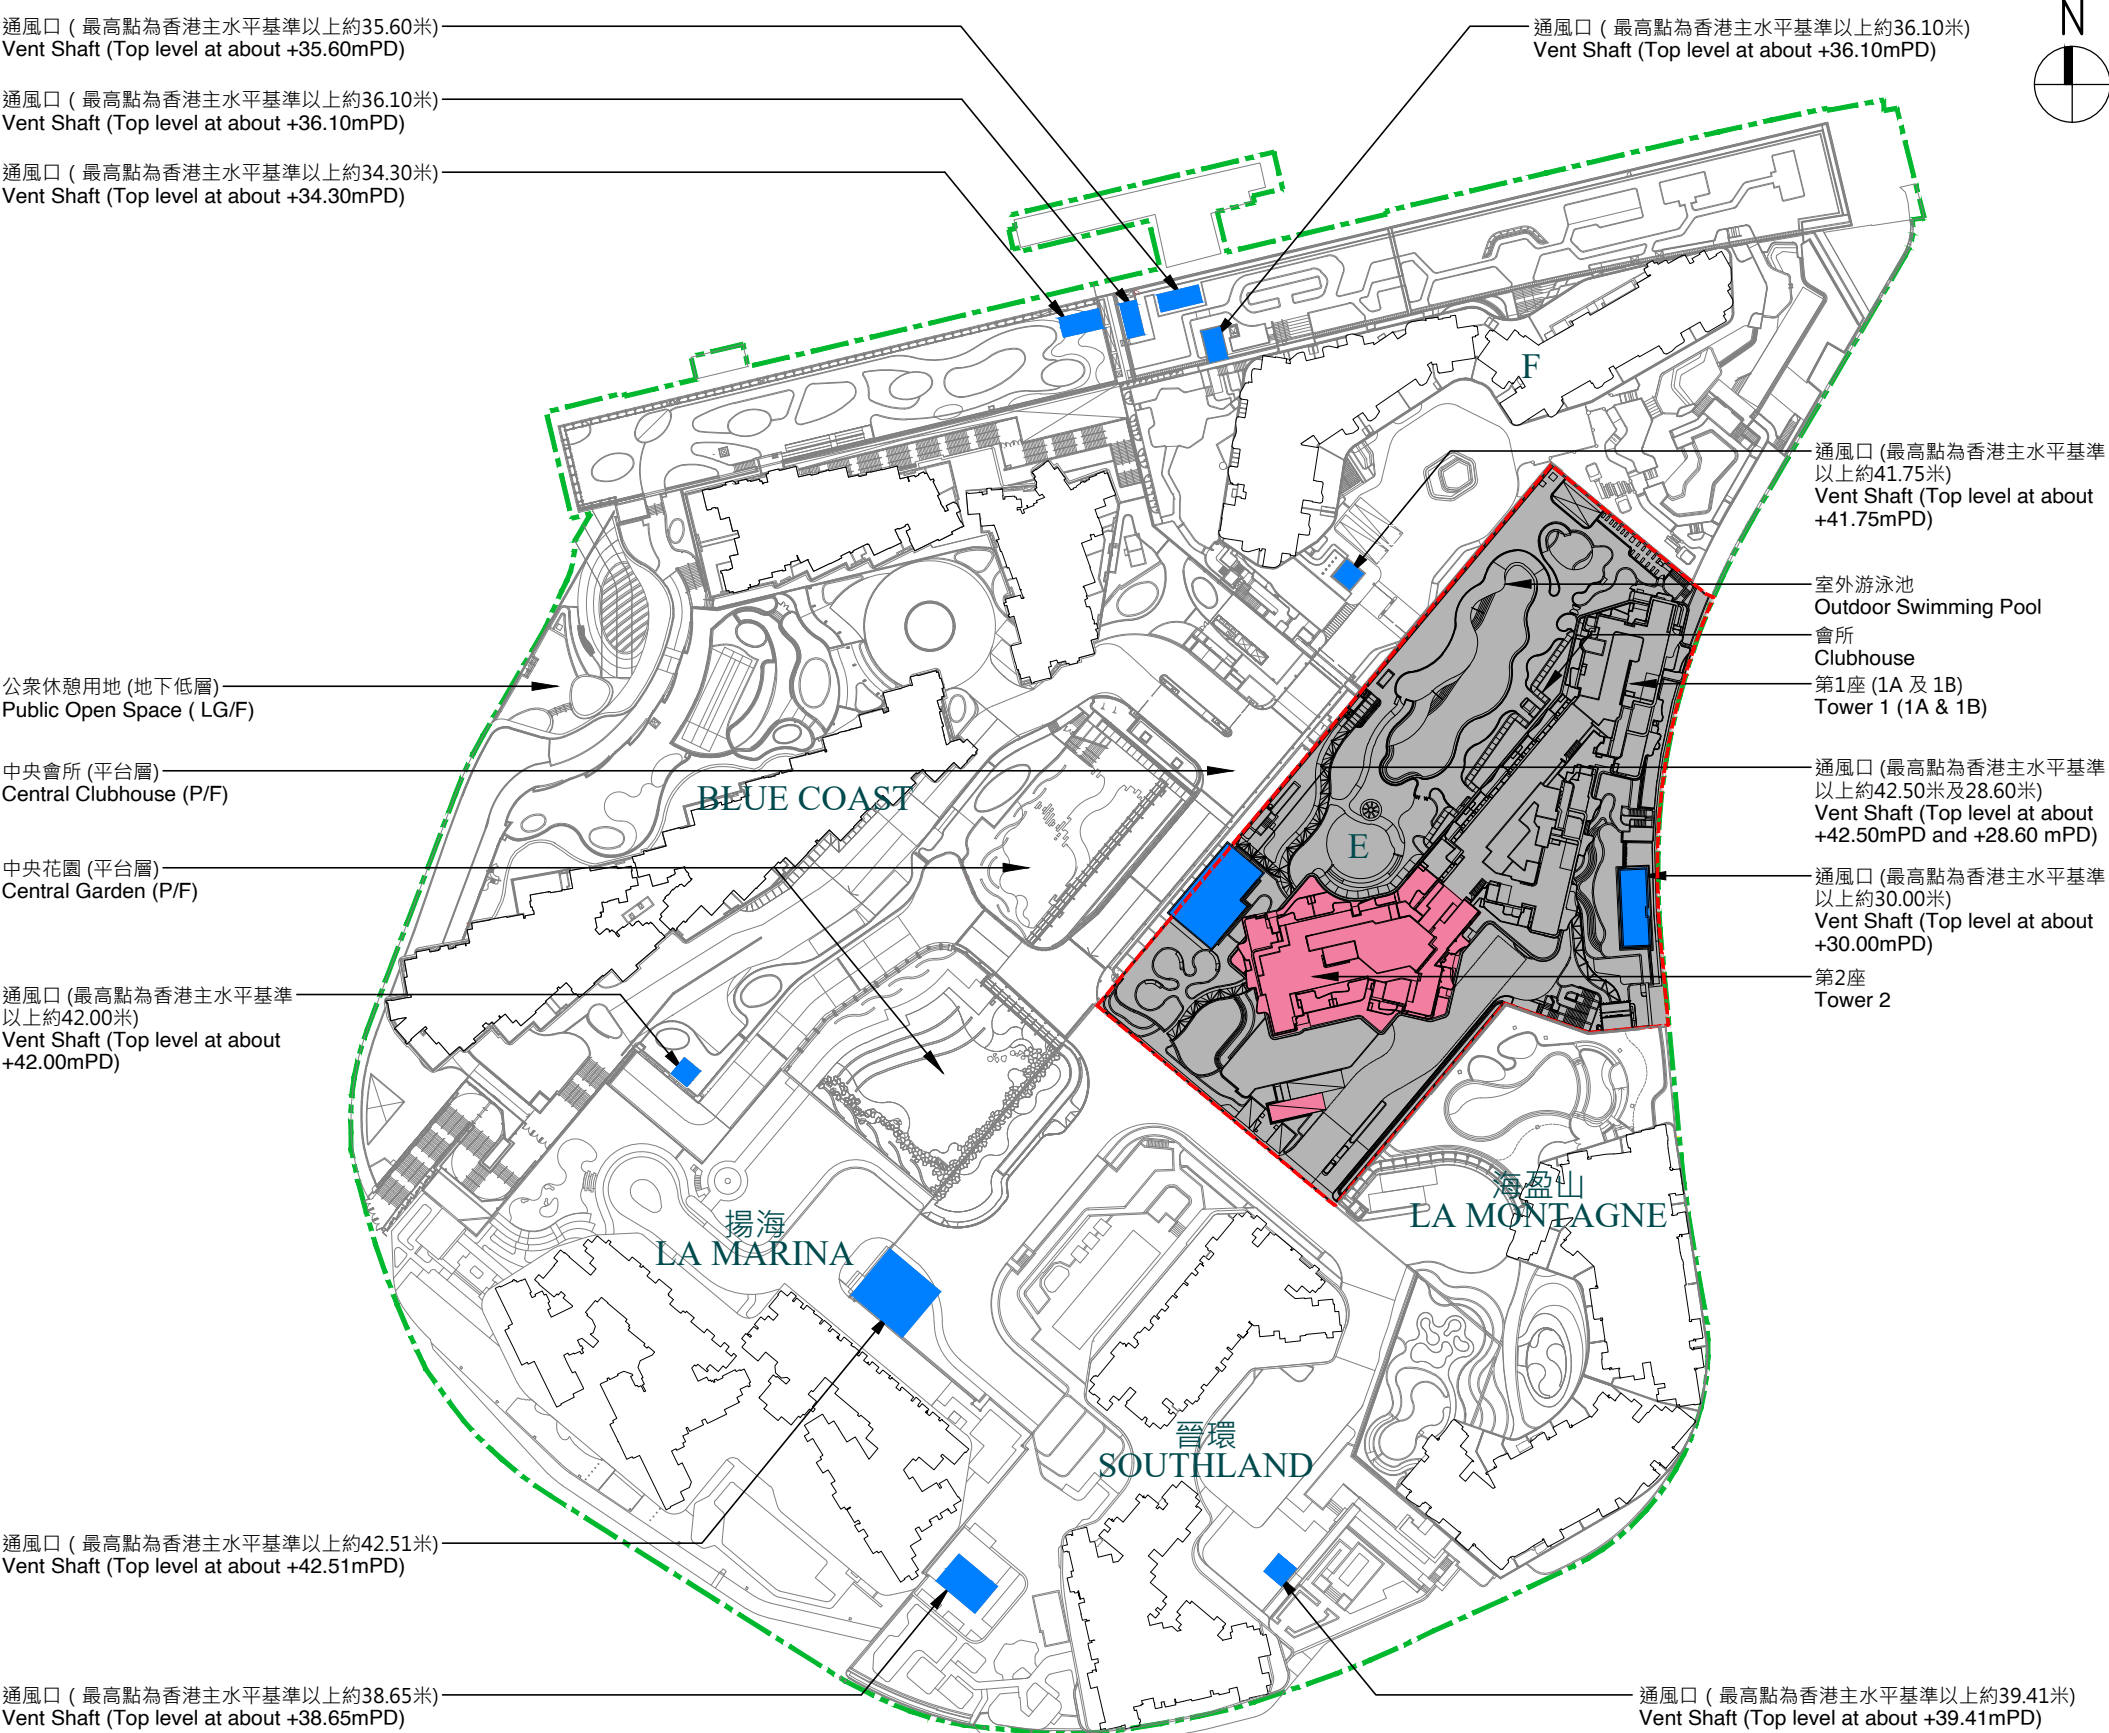 通風口 ( 最高點為香港主水平基準以上約35.60米)
Vent Shaft (Top level at about +35.60mPD)
通風口 ( 最高點為香港主水平基準以上約36.10米)
Vent Shaft (Top level at about +36.10mPD)
通風口 ( 最高點為香港主水平基準以上約34.30米)
Vent Shaft (Top level at about +34.30mPD)
通風口 ( 最高點為香港主水平基準以上約36.10米)
Vent Shaft (Top level at about +36.10mPD)
N
F
通風口 (最高點為香港主水平基準
以上約41.75米)
Vent Shaft (Top level at about
+41.75mPD)
室外游泳池
Outdoor Swimming Pool
會所
Clubhouse
第1座 (1A 及 1B)
Tower 1 (1A & 1B)
公眾休憩用地 (地下低層)
Public Open Space ( LG/F)
中央會所 (平台層)
Central Clubhouse (P/F)
BLUE COAST
E
通風口 (最高點為香港主水平基準
以上約42.50米及28.60米)
Vent Shaft (Top level at about
+42.50mPD and +28.60 mPD)
中央花園 (平台層)
Central Garden (P/F)
通風口 (最高點為香港主水平基準
以上約30.00米)
Vent Shaft (Top level at about
+30.00mPD)
第2座
Tower 2
通風口 (最高點為香港主水平基準
以上約42.00米)
Vent Shaft (Top level at about
+42.00mPD)
海盈山
LA MONTAGNE
揚海
LA MARINA
晉環
SOUTHLAND
通風口 ( 最高點為香港主水平基準以上約42.51米)
Vent Shaft (Top level at about +42.51mPD)
通風口 ( 最高點為香港主水平基準以上約38.65米)
Vent Shaft (Top level at about +38.65mPD)
通風口 ( 最高點為香港主水平基準以上約39.41米)
Vent Shaft (Top level at about +39.41mPD)